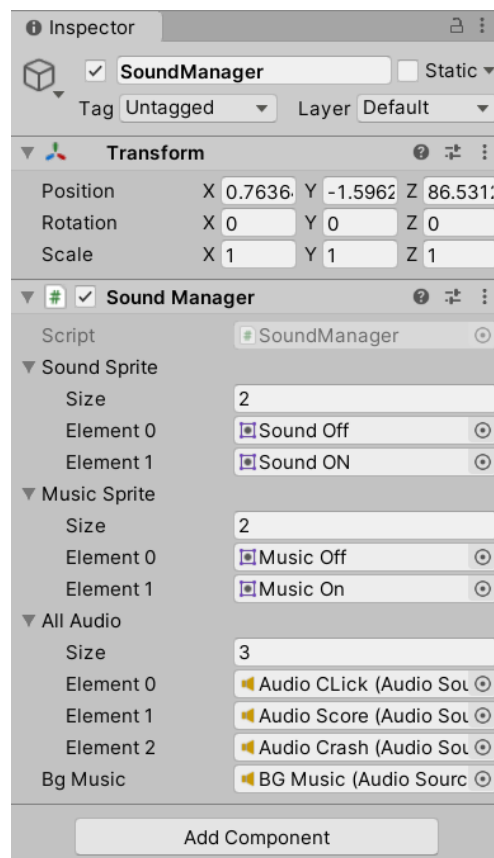 Inspector
SoundManager Static
Tag Untagged Layer Default
Transform
Position X 0.7636 Y -1.5962 Z 86.5312
Rotation X 0 Y 0 Z 0
Scale X 1 Y 1 Z 1
# Sound Manager
Script # SoundManager
Sound Sprite
Size 2
Element 0 Sound Off
Element 1 Sound ON
Music Sprite
Size 2
Element 0 Music Off
Element 1 Music On
All Audio
Size 3
Element 0 Audio CLick (Audio Sou
Element 1 Audio Score (Audio Sou
Element 2 Audio Crash (Audio Sou
Bg Music BG Music (Audio Sourc
Add Component